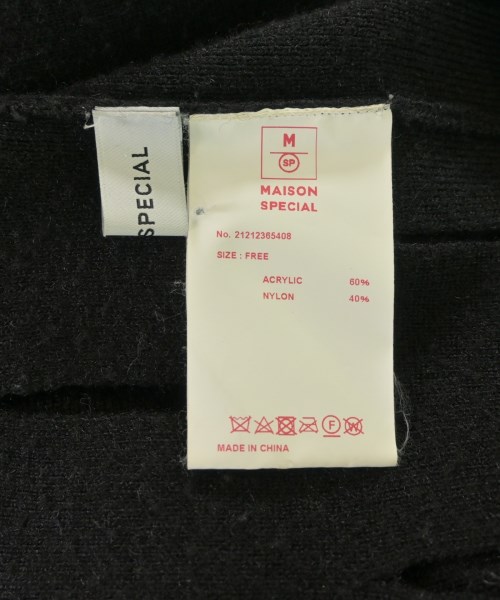 SPECIAL
M
SP
MAISON
SPECIAL
No. 21212365408
SIZE : FREE
ACRYLIC 60%
NYLON 40%
F W
MADE IN CHINA